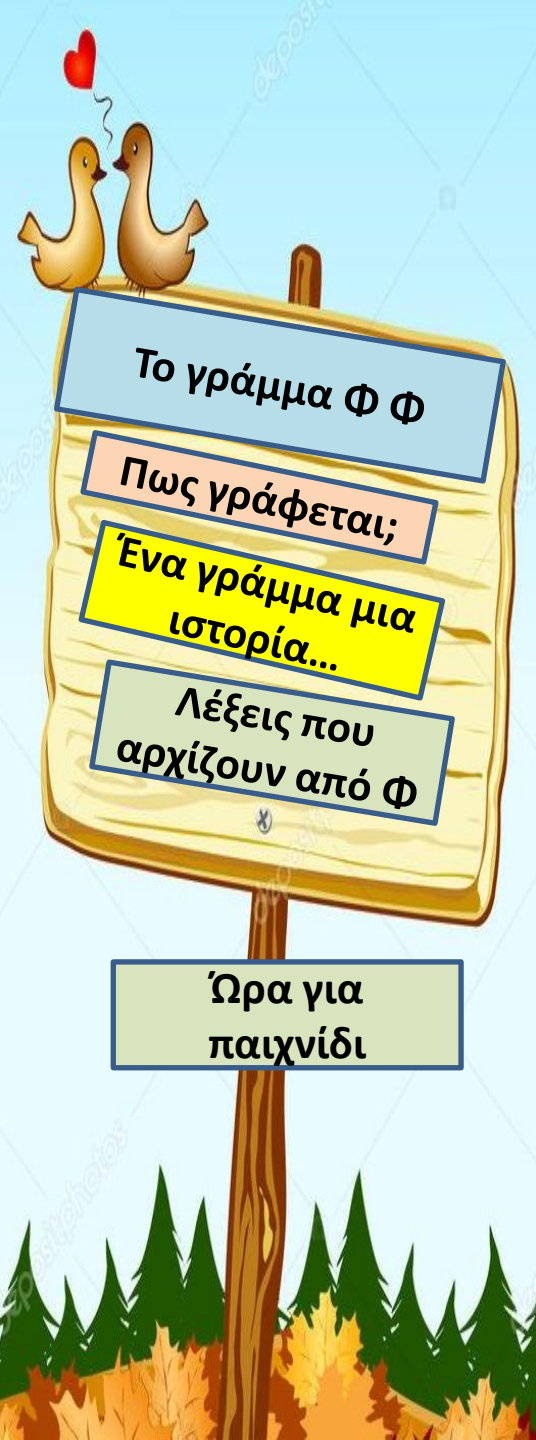 Το γράμμα Φ Φ
Πως γράφεται;
Ένα γράμμα μια
ιστορία...
Λέξεις που
αρχίζουν από Φ
Ώρα για
παιχνίδι